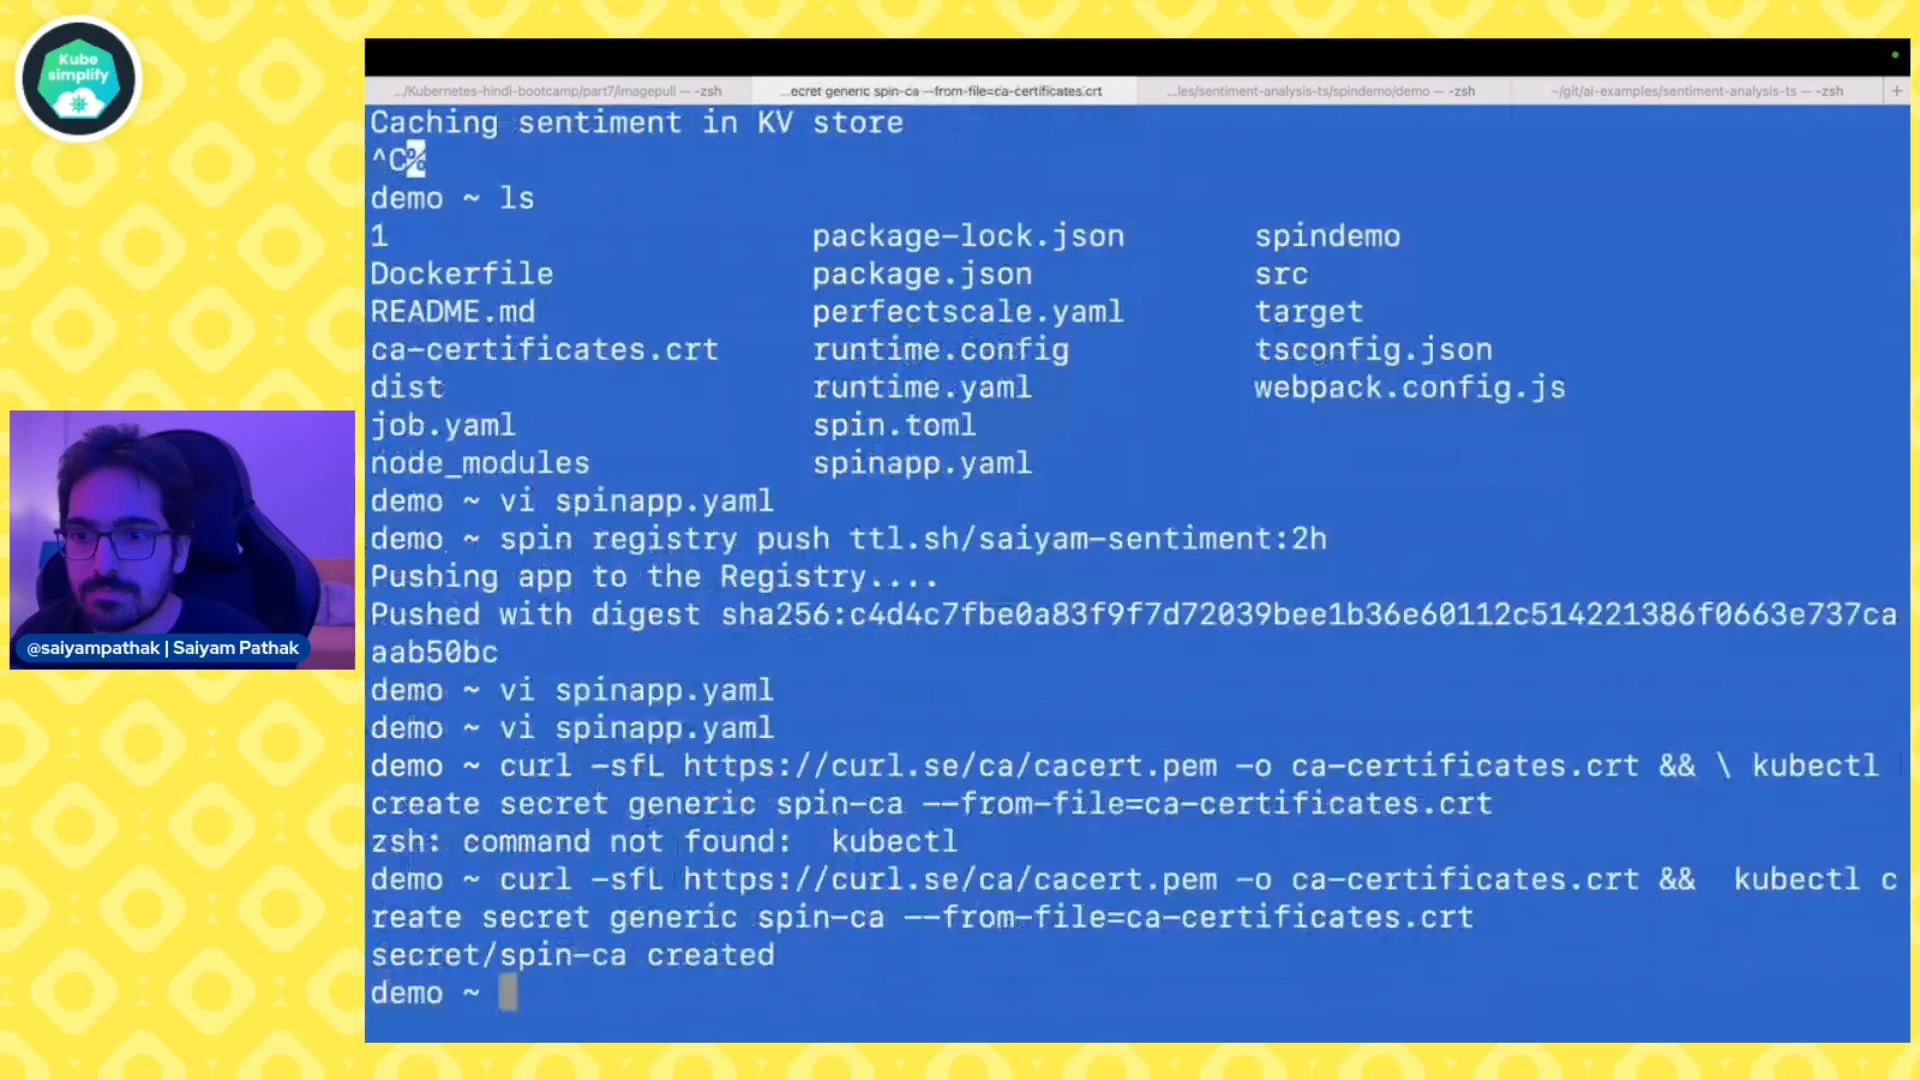 Kube
simplify
.../Kubernetes-hindi-bootcamp/part7/imagepull — -zsh
...ecret generic spin-ca --from-file=ca-certificates.crt
...les/sentiment-analysis-ts/spindemo/demo — -zsh
~/git/ai-examples/sentiment-analysis-ts — -zsh
+
Caching sentiment in KV store
^C%
demo ~ ls
1 package-lock.json spindemo
Dockerfile package.json src
README.md perfectscale.yaml target
ca-certificates.crt runtime.config tsconfig.json
dist runtime.yaml webpack.config.js
job.yaml spin.toml
node_modules spinapp.yaml
demo ~ vi spinapp.yaml
demo ~ spin registry push ttl.sh/saiyam-sentiment:2h
Pushing app to the Registry....
Pushed with digest sha256:c4d4c7fbe0a83f9f7d72039bee1b36e60112c514221386f0663e737ca
aab50bc
demo ~ vi spinapp.yaml
demo ~ vi spinapp.yaml
demo ~ curl -sfL https://curl.se/ca/cacert.pem -o ca-certificates.crt && \ kubectl
create secret generic spin-ca --from-file=ca-certificates.crt
zsh: command not found:  kubectl
demo ~ curl -sfL https://curl.se/ca/cacert.pem -o ca-certificates.crt &&  kubectl c
reate secret generic spin-ca --from-file=ca-certificates.crt
secret/spin-ca created
demo ~
@saiyampathak | Saiyam Pathak